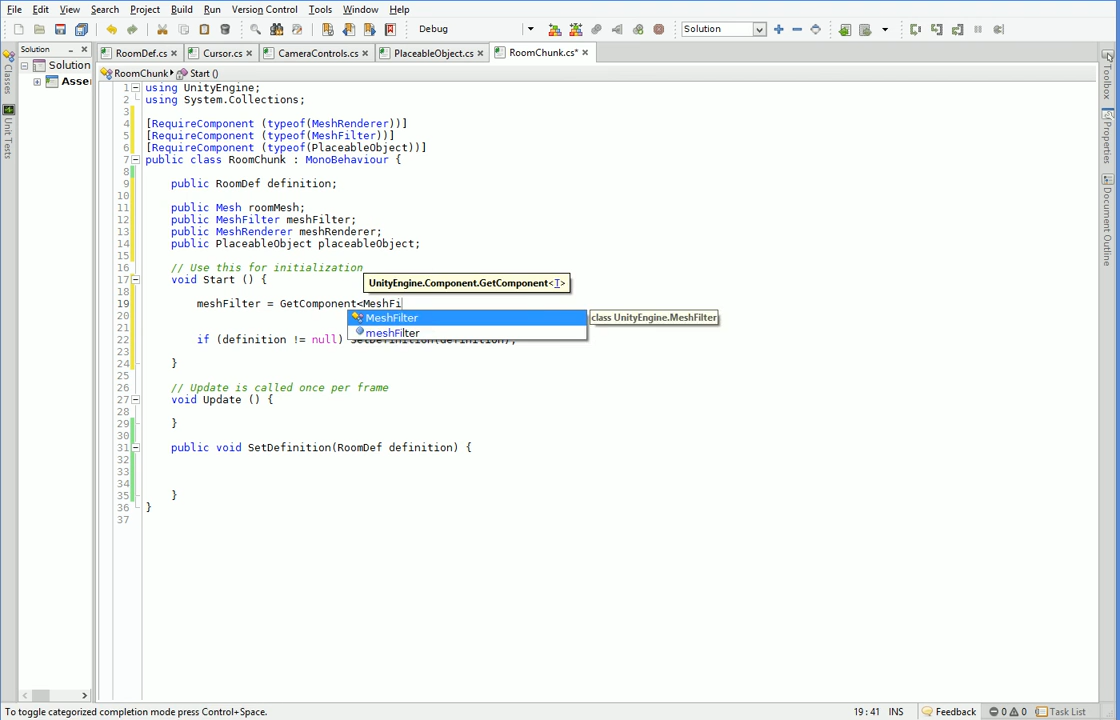 File Edit View Search Project Build Run Version Control Tools Window Help
Debug Solution
Solution
RoomDef.cs Cursor.cs CameraControls.cs PlaceableObject.cs RoomChunk.cs*
RoomChunk Start ()
Solution
Asse
Classes
Unit Tests
Toolbox
Properties
Document Outline
1 using UnityEngine;
2 using System.Collections;
3
4 [RequireComponent (typeof(MeshRenderer))]
5 [RequireComponent (typeof(MeshFilter))]
6 [RequireComponent (typeof(PlaceableObject))]
7 public class RoomChunk : MonoBehaviour {
8
9 public RoomDef definition;
10
11 public Mesh roomMesh;
12 public MeshFilter meshFilter;
13 public MeshRenderer meshRenderer;
14 public PlaceableObject placeableObject;
15
16 // Use this for initialization
17 void Start () {
UnityEngine.Component.GetComponent<T>
18
19 meshFilter = GetComponent<MeshFi
20
MeshFilter
class UnityEngine.MeshFilter
21
meshFilter
22 if (definition != null) SetDefinition(definition);
23
24 }
25
26 // Update is called once per frame
27 void Update () {
28
29 }
30
31 public void SetDefinition(RoomDef definition) {
32
33
34
35 }
36 }
37
To toggle categorized completion mode press Control+Space. 19 : 41 INS Feedback 0 0 Task List